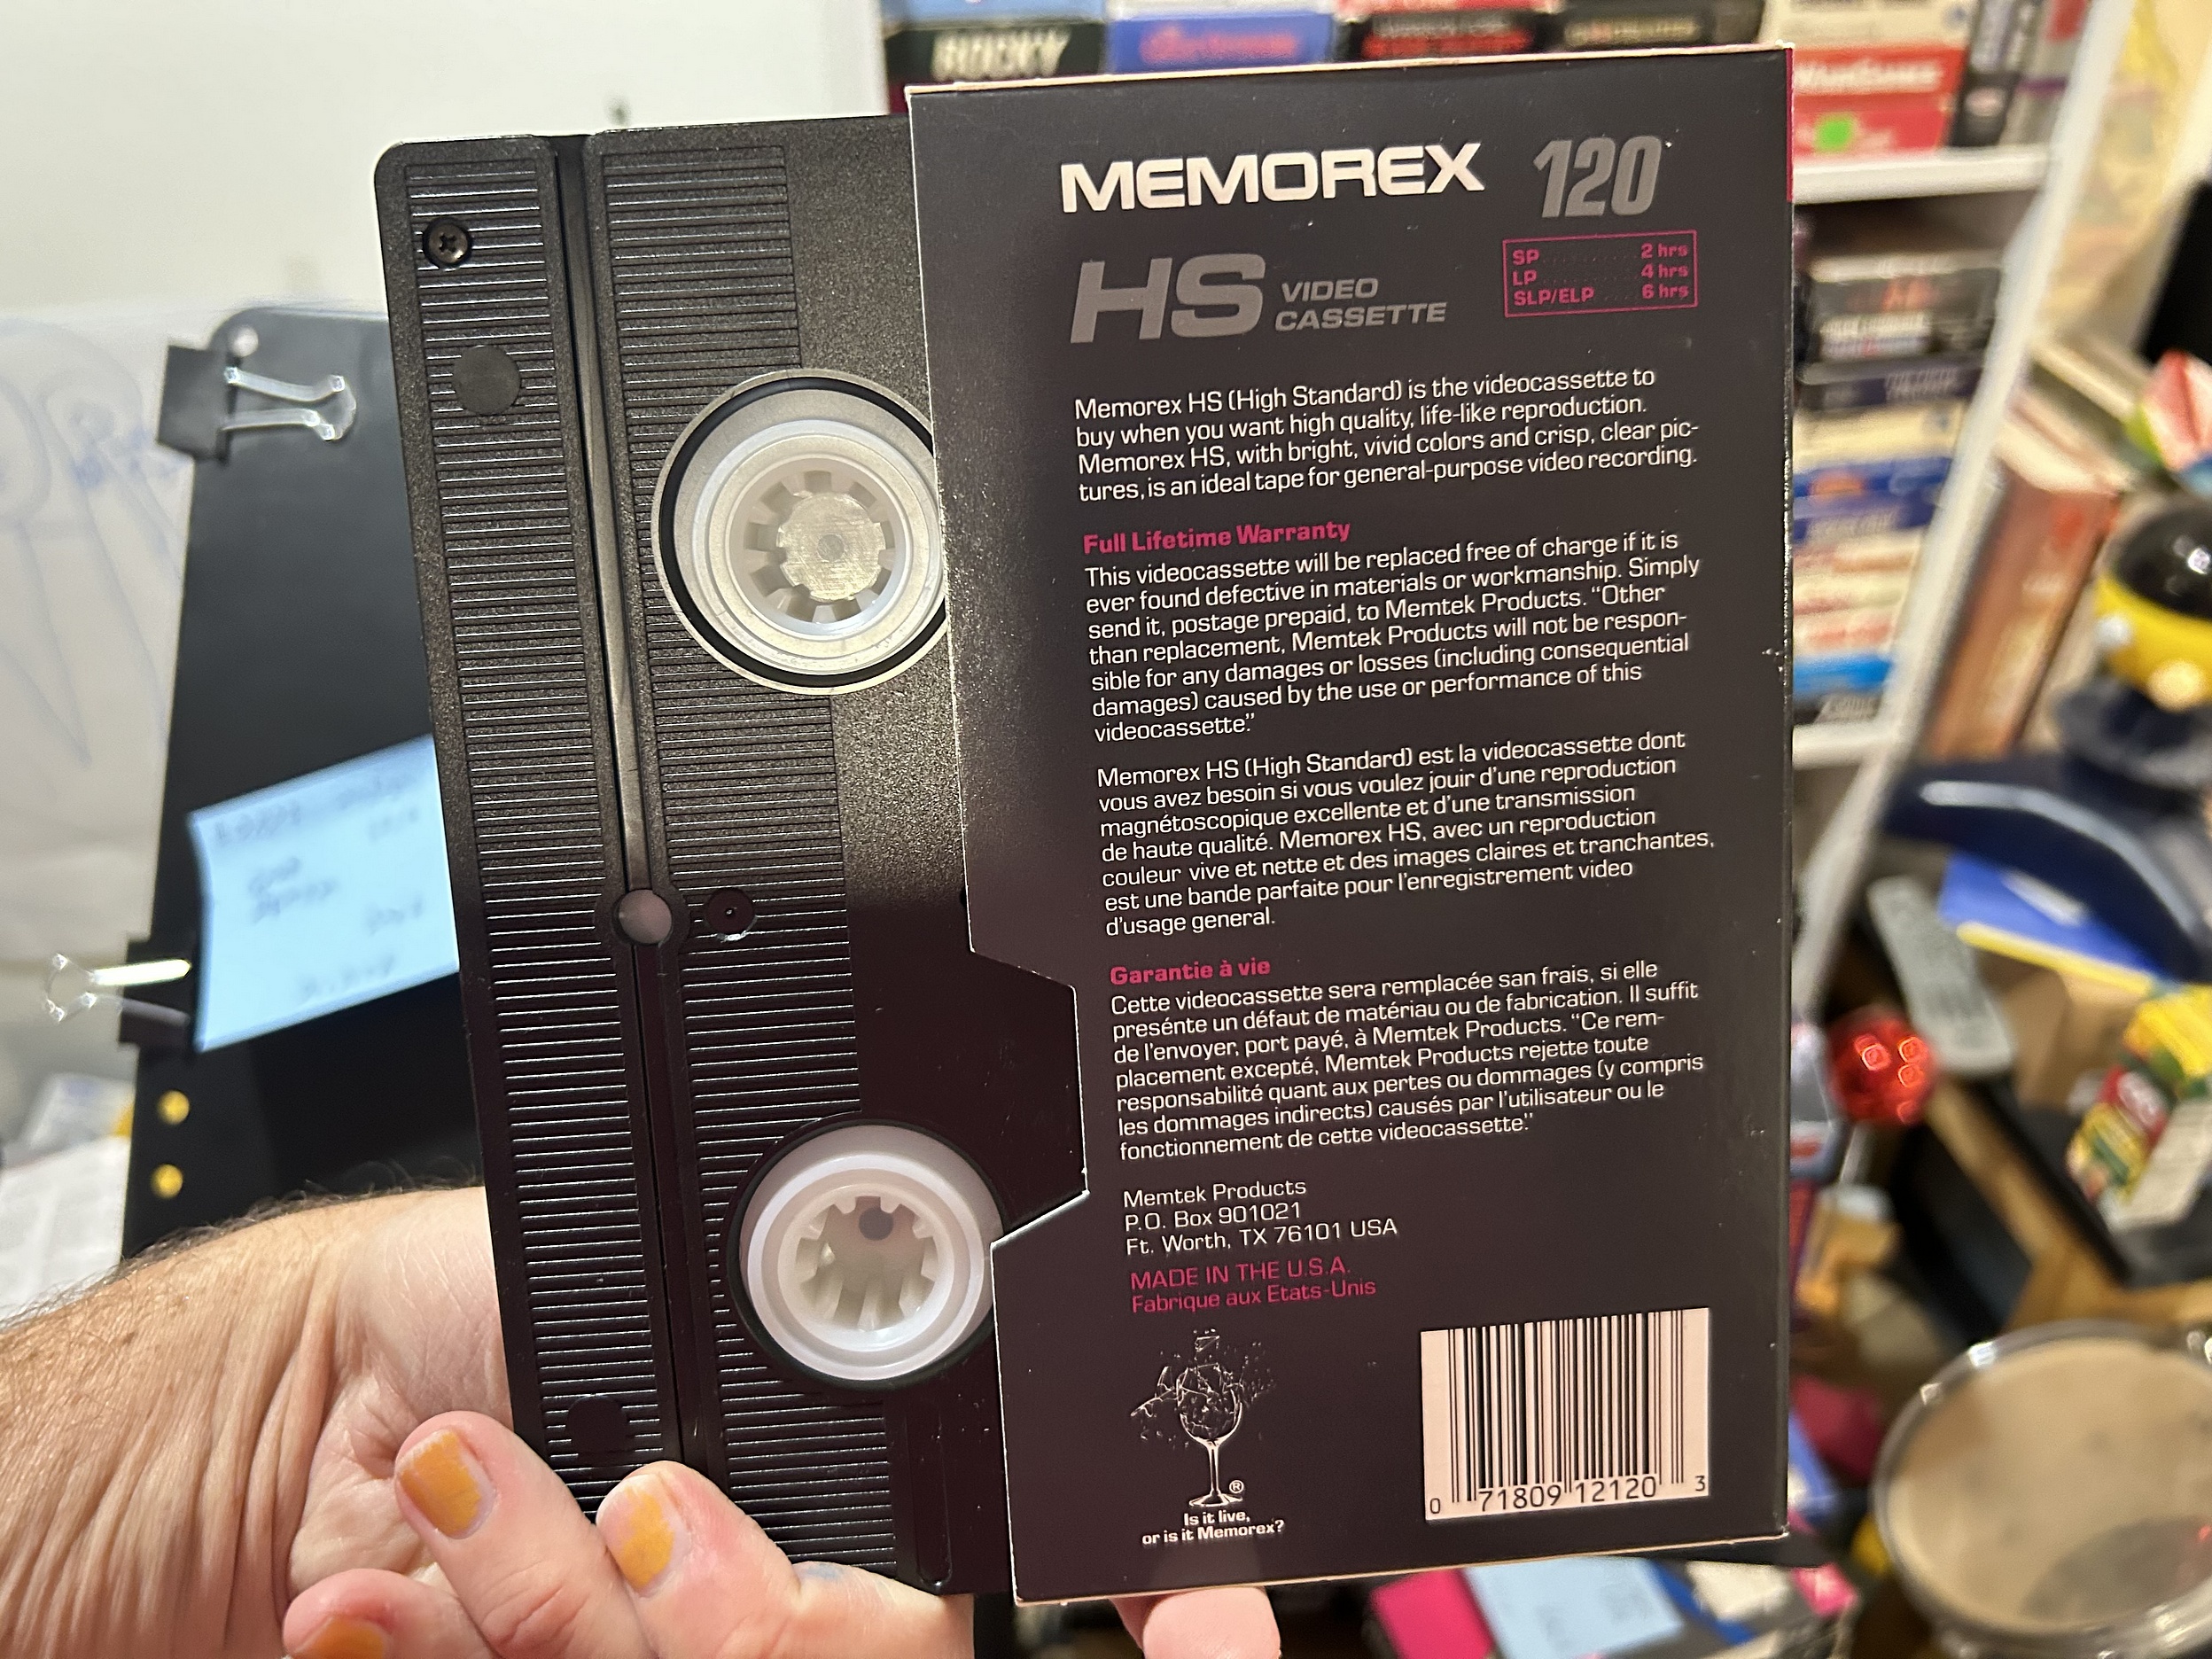 ROCKY
WARGAMES
MEMOREX 120
HS VIDEO
CASSETTE
SP ........ 2 hrs
LP ........ 4 hrs
SLP/ELP .... 6 hrs
Memorex HS (High Standard) is the videocassette to
buy when you want high quality, life-like reproduction.
Memorex HS, with bright, vivid colors and crisp, clear pic-
tures, is an ideal tape for general-purpose video recording.
Full Lifetime Warranty
This videocassette will be replaced free of charge if it is
ever found defective in materials or workmanship. Simply
send it, postage prepaid, to Memtek Products. “Other
than replacement, Memtek Products will not be respon-
sible for any damages or losses (including consequential
damages) caused by the use or performance of this
videocassette.”
Memorex HS (High Standard) est la videocassette dont
vous avez besoin si vous voulez jouir d'une reproduction
magnétoscopique excellente et d'une transmission
de haute qualité. Memorex HS, avec un reproduction
couleur vive et nette et des images claires et tranchantes,
est une bande parfaite pour l'enregistrement video
d'usage general.
Garantie à vie
Cette videocassette sera remplacée san frais, si elle
presénte un défaut de matériau ou de fabrication. Il suffit
de l'envoyer, port payé, à Memtek Products. “Ce rem-
placement excepté, Memtek Products rejette toute
responsabilité quant aux pertes ou dommages (y compris
les dommages indirects) causés par l'utilisateur ou le
fonctionnement de cette videocassette.”
Memtek Products
P.O. Box 901021
Ft. Worth, TX 76101 USA
MADE IN THE U.S.A.
Fabrique aux Etats-Unis
®
Is it live,
or is it Memorex?
0 71809 12120 3